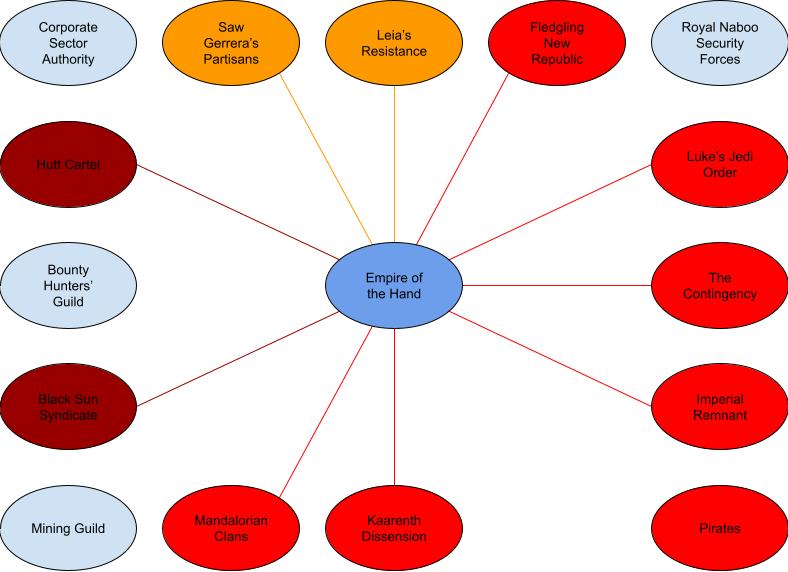 Corporate
Sector
Authority
Saw
Gerrera's
Partisans
Leia's
Resistance
Fledgling
New
Republic
Royal Naboo
Security
Forces
Hutt Cartel
Luke's Jedi
Order
Bounty
Hunters'
Guild
Empire of
the Hand
The
Contingency
Black Sun
Syndicate
Imperial
Remnant
Mining Guild
Mandalorian
Clans
Kaarenth
Dissension
Pirates